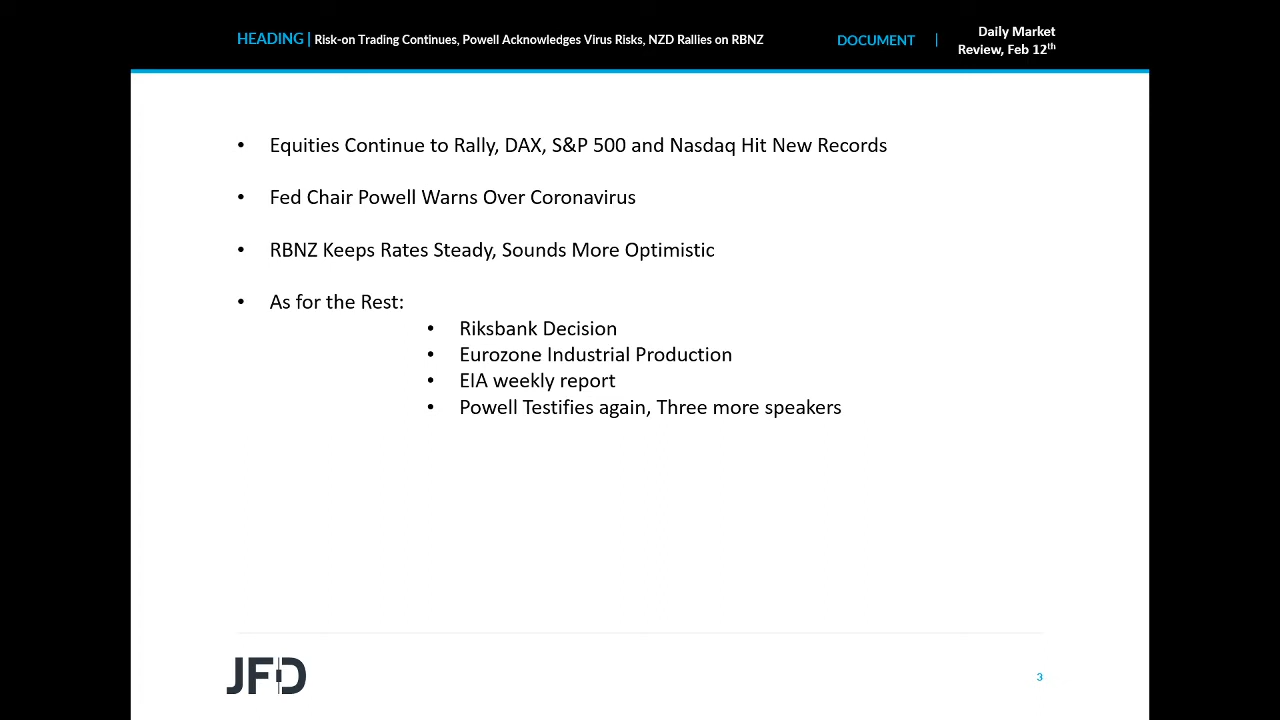 HEADING | Risk-on Trading Continues, Powell Acknowledges Virus Risks, NZD Rallies on RBNZ
DOCUMENT |
Daily Market
Review, Feb 12th
• Equities Continue to Rally, DAX, S&P 500 and Nasdaq Hit New Records
• Fed Chair Powell Warns Over Coronavirus
• RBNZ Keeps Rates Steady, Sounds More Optimistic
• As for the Rest:
• Riksbank Decision
• Eurozone Industrial Production
• EIA weekly report
• Powell Testifies again, Three more speakers
JFD
3